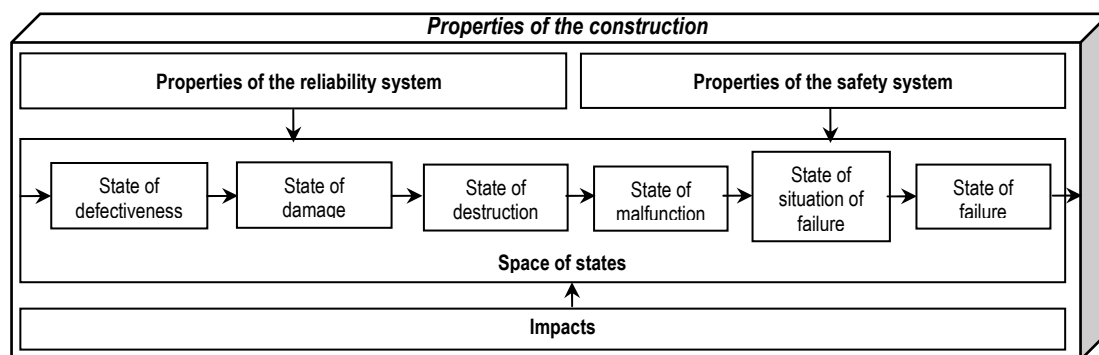 Properties of the construction
Properties of the reliability system
Properties of the safety system
State of
defectiveness
State of
damage
State of
destruction
State of
malfunction
State of
situation of
failure
State of
failure
Space of states
Impacts